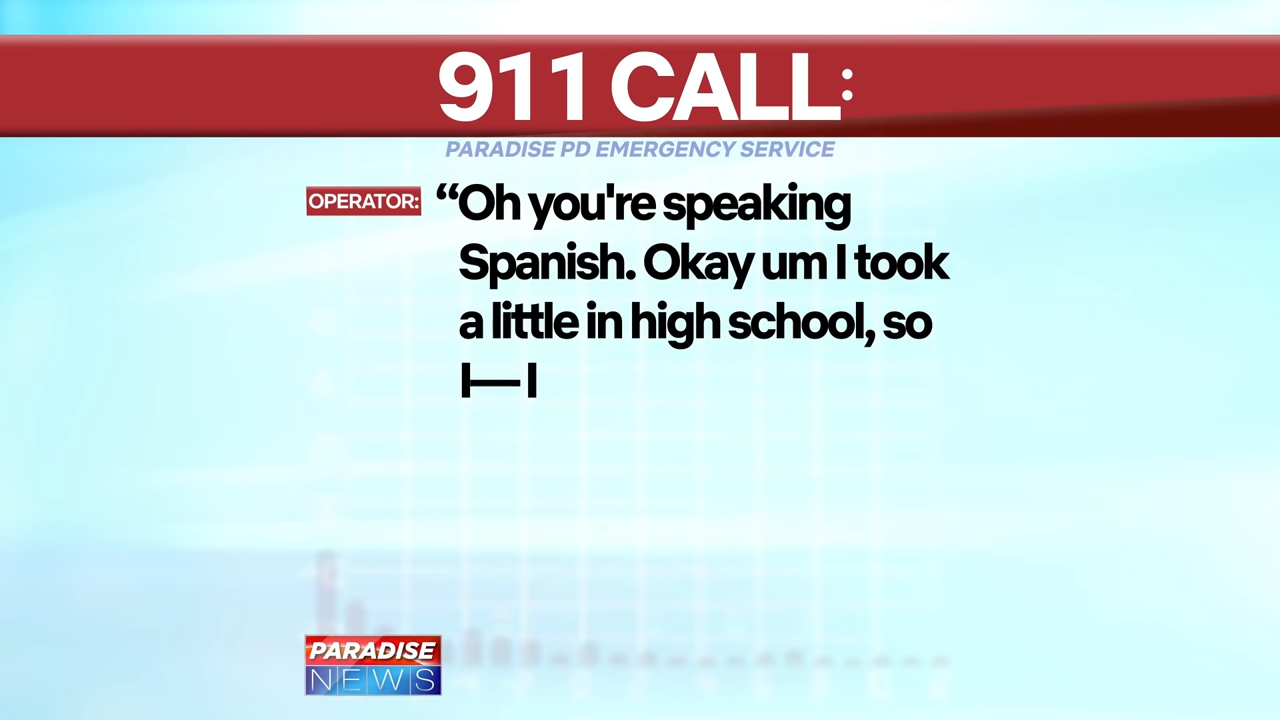 911 CALL:
PARADISE PD EMERGENCY SERVICE
OPERATOR: “Oh you're speaking
Spanish. Okay um I took
a little in high school, so
I— I
PARADISE
NEWS